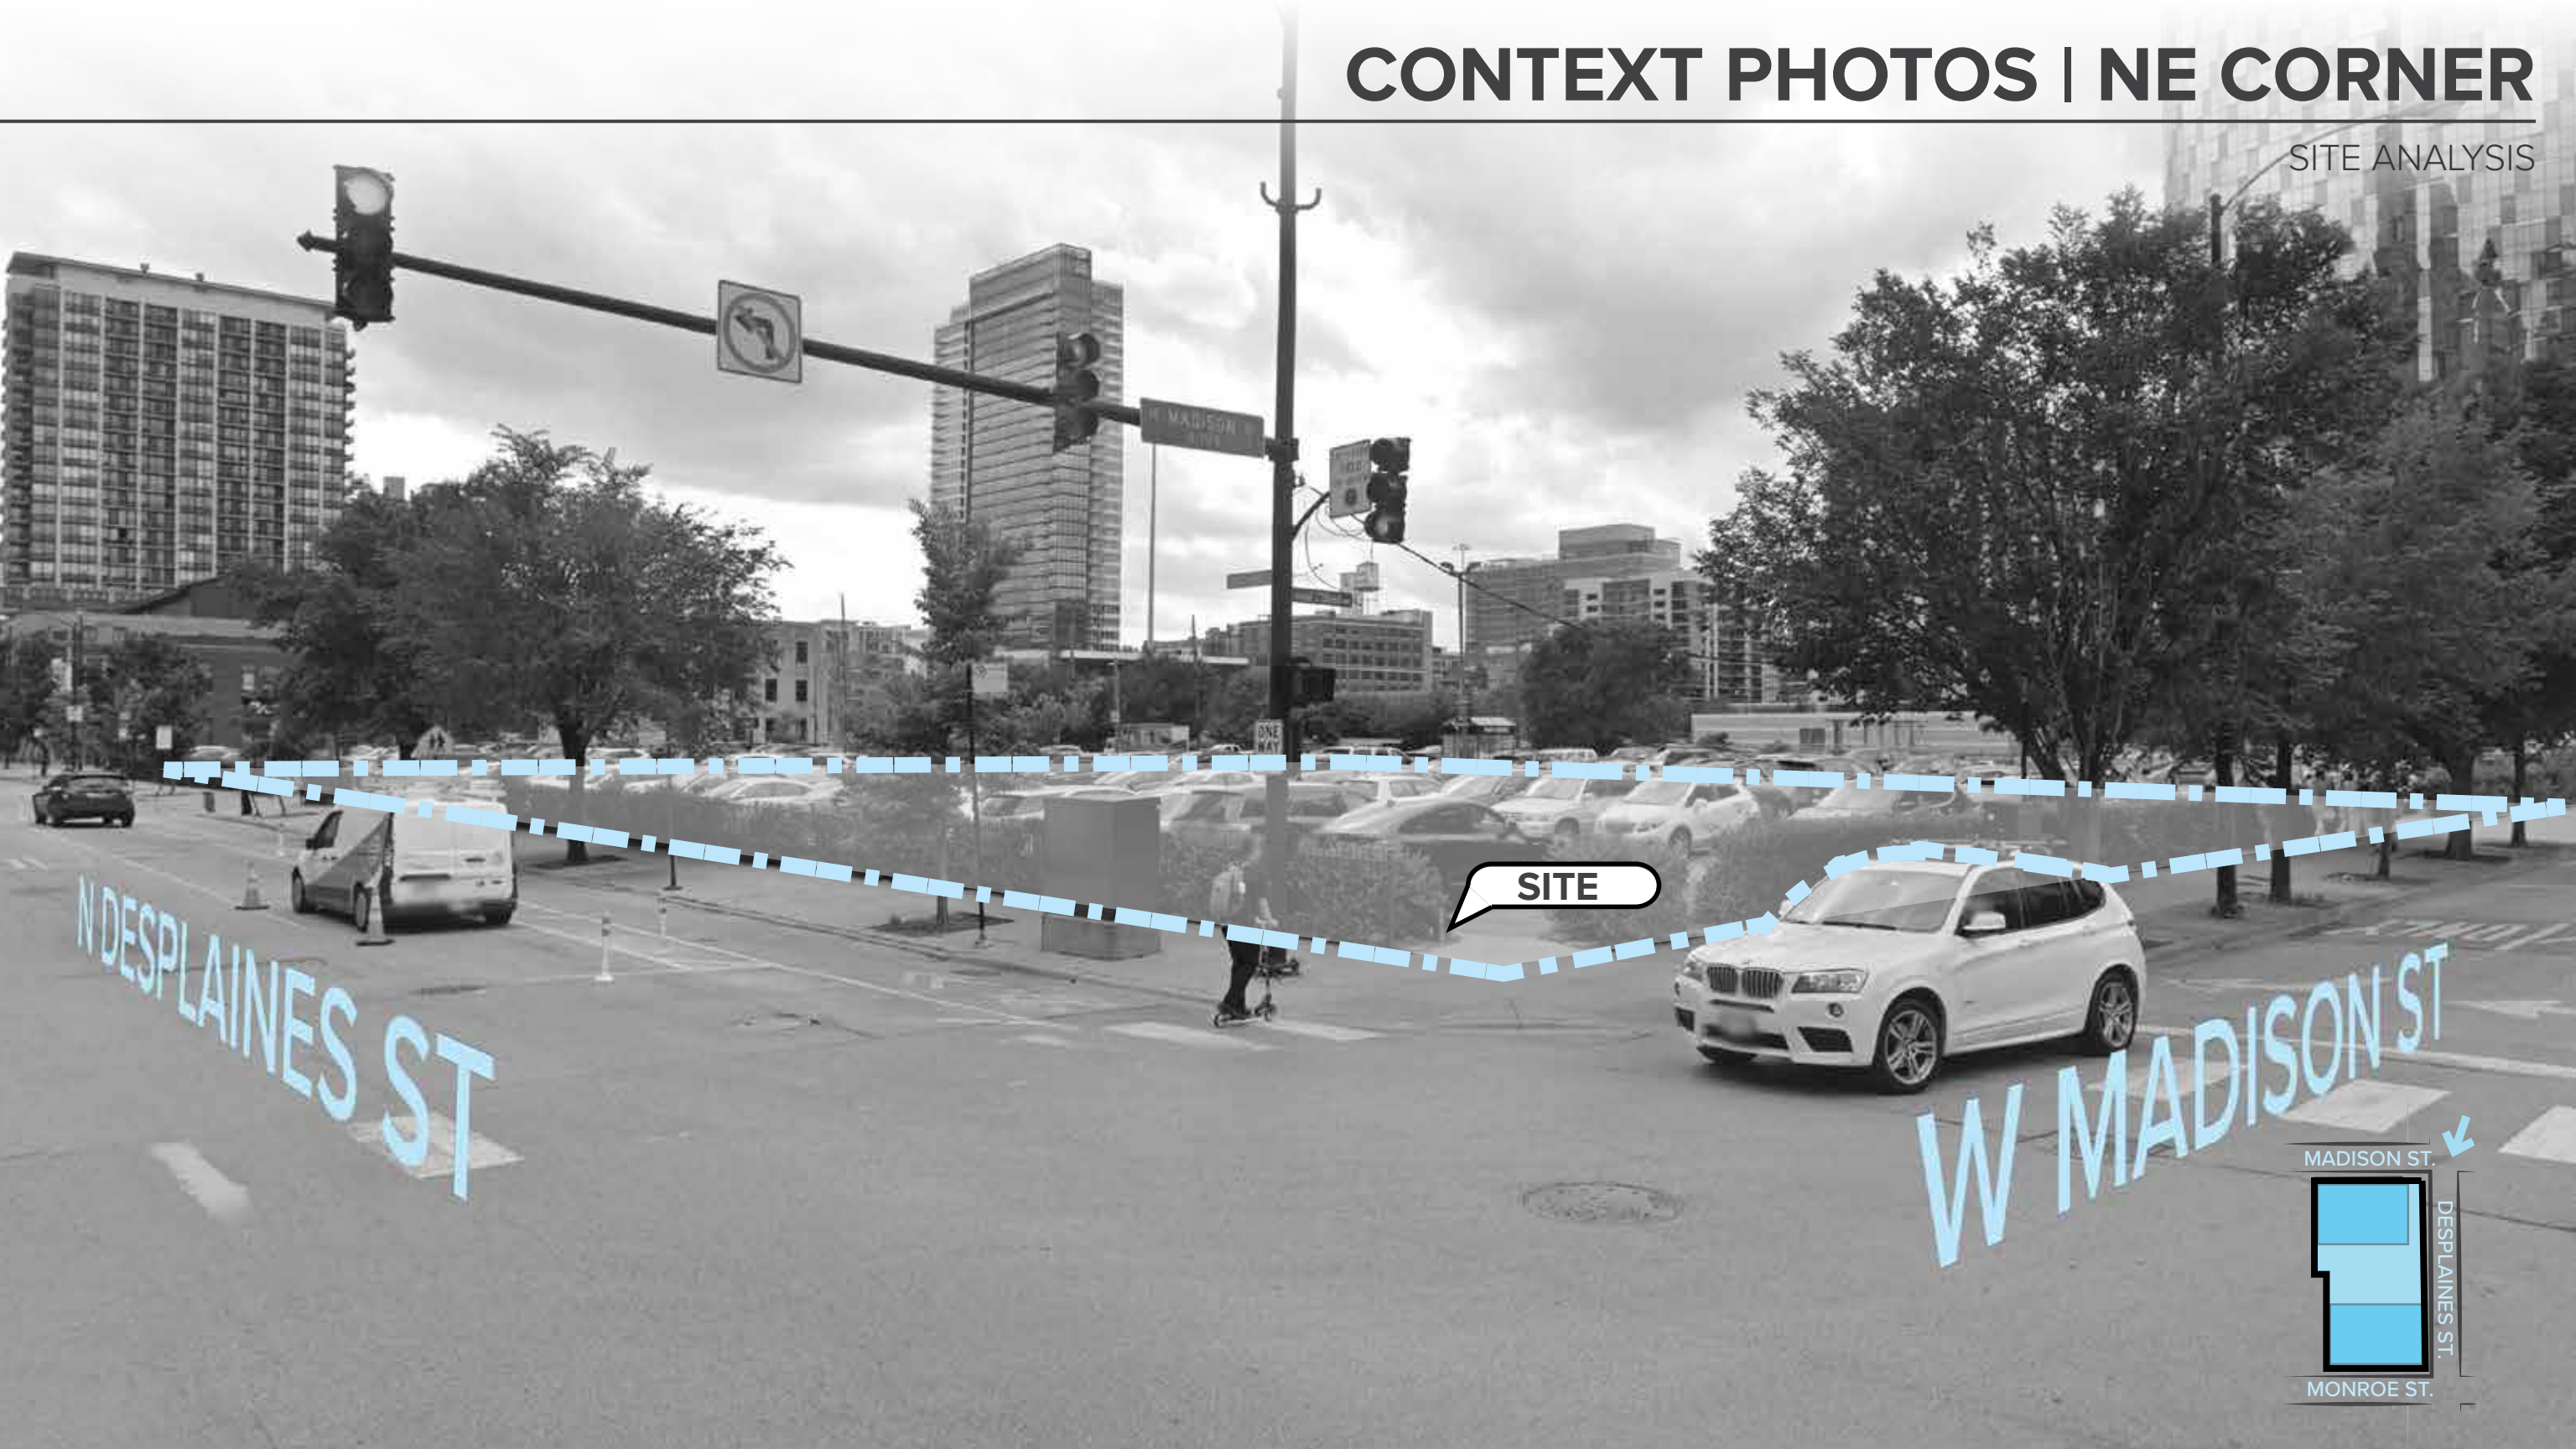 CONTEXT PHOTOS | NE CORNER
SITE ANALYSIS
W MADISON
ONE
WAY
SITE
N DESPLAINES ST
W MADISON ST
MADISON ST.
DESPLAINES ST.
MONROE ST.